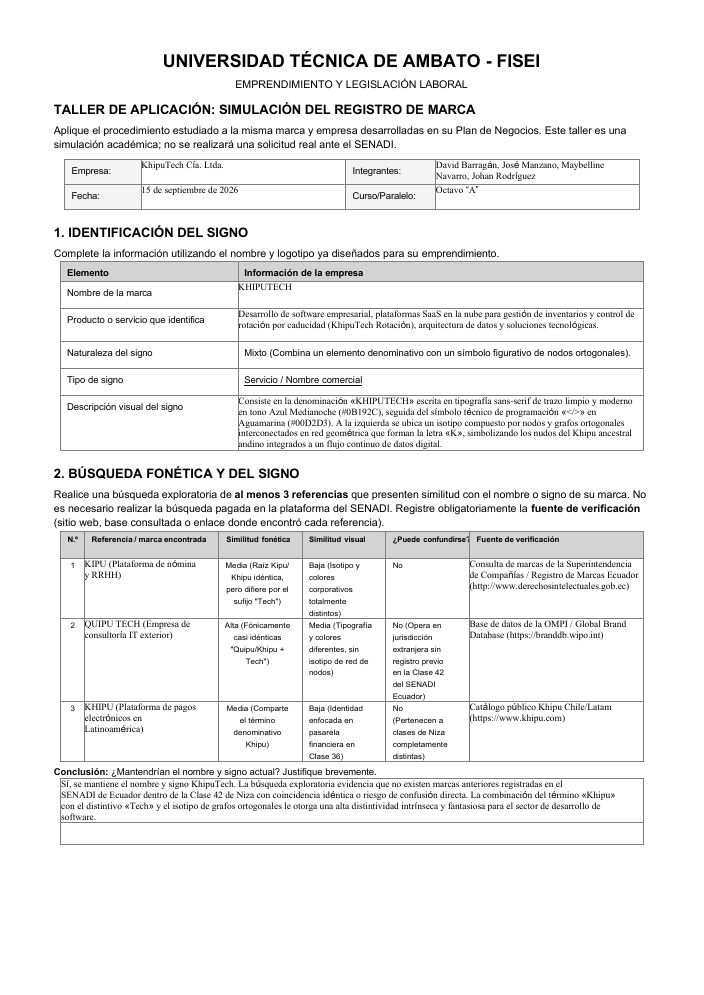 UNIVERSIDAD TÉCNICA DE AMBATO - FISEI
EMPRENDIMIENTO Y LEGISLACIÓN LABORAL
TALLER DE APLICACIÓN: SIMULACIÓN DEL REGISTRO DE MARCA
Aplique el procedimiento estudiado a la misma marca y empresa desarrolladas en su Plan de Negocios. Este taller es una
simulación académica; no se realizará una solicitud real ante el SENADI.
Empresa:
KhipuTech Cía. Ltda.
Integrantes:
David Barragán, José Manzano, Maybelline
Navarro, Johan Rodríguez
Fecha:
15 de septiembre de 2026
Curso/Paralelo:
Octavo "A"
1. IDENTIFICACIÓN DEL SIGNO
Complete la información utilizando el nombre y logotipo ya diseñados para su emprendimiento.
Elemento
Información de la empresa
Nombre de la marca
KHIPUTECH
Producto o servicio que identifica
Desarrollo de software empresarial, plataformas SaaS en la nube para gestión de inventarios y control de
rotación por caducidad (KhipuTech Rotación), arquitectura de datos y soluciones tecnológicas.
Naturaleza del signo
Mixto (Combina un elemento denominativo con un símbolo figurativo de nodos ortogonales).
Tipo de signo
Servicio / Nombre comercial
Descripción visual del signo
Consiste en la denominación «KHIPUTECH» escrita en tipografía sans-serif de trazo limpio y moderno
en tono Azul Medianoche (#0B192C), seguida del símbolo técnico de programación «</>» en
Aguamarina (#00D2D3). A la izquierda se ubica un isotipo compuesto por nodos y grafos ortogonales
interconectados en red geométrica que forman la letra «K», simbolizando los nudos del Khipu ancestral
andino integrados a un flujo continuo de datos digital.
2. BÚSQUEDA FONÉTICA Y DEL SIGNO
Realice una búsqueda exploratoria de al menos 3 referencias que presenten similitud con el nombre o signo de su marca. No
es necesario realizar la búsqueda pagada en la plataforma del SENADI. Registre obligatoriamente la fuente de verificación
(sitio web, base consultada o enlace donde encontró cada referencia).
N.º
Referencia / marca encontrada
Similitud fonética
Similitud visual
¿Puede confundirse?
Fuente de verificación
1
KIPU (Plataforma de nómina
y RRHH)
Media (Raíz Kipu/
Khipu idéntica,
pero difiere por el
sufijo "Tech")
Baja (Isotipo y
colores
corporativos
totalmente
distintos)
No
Consulta de marcas de la Superintendencia
de Compañías / Registro de Marcas Ecuador
(http://www.derechosintelectuales.gob.ec)
2
QUIPU TECH (Empresa de
consultoría IT exterior)
Alta (Fónicamente
casi idénticas
"Quipu/Khipu +
Tech")
Media (Tipografía
y colores
diferentes, sin
isotipo de red de
nodos)
No (Opera en
jurisdicción
extranjera sin
registro previo
en la Clase 42
del SENADI
Ecuador)
Base de datos de la OMPI / Global Brand
Database (https://branddb.wipo.int)
3
KHIPU (Plataforma de pagos
electrónicos en
Latinoamérica)
Media (Comparte
el término
denominativo
Khipu)
Baja (Identidad
enfocada en
pasarela
financiera en
Clase 36)
No
(Pertenecen a
clases de Niza
completamente
distintas)
Catálogo público Khipu Chile/Latam
(https://www.khipu.com)
Conclusión: ¿Mantendrían el nombre y signo actual? Justifique brevemente.
Sí, se mantiene el nombre y signo KhipuTech. La búsqueda exploratoria evidencia que no existen marcas anteriores registradas en el
SENADI de Ecuador dentro de la Clase 42 de Niza con coincidencia idéntica o riesgo de confusión directa. La combinación del término «Khipu»
con el distintivo «Tech» y el isotipo de grafos ortogonales le otorga una alta distintividad intrínseca y fantasiosa para el sector de desarrollo de
software.